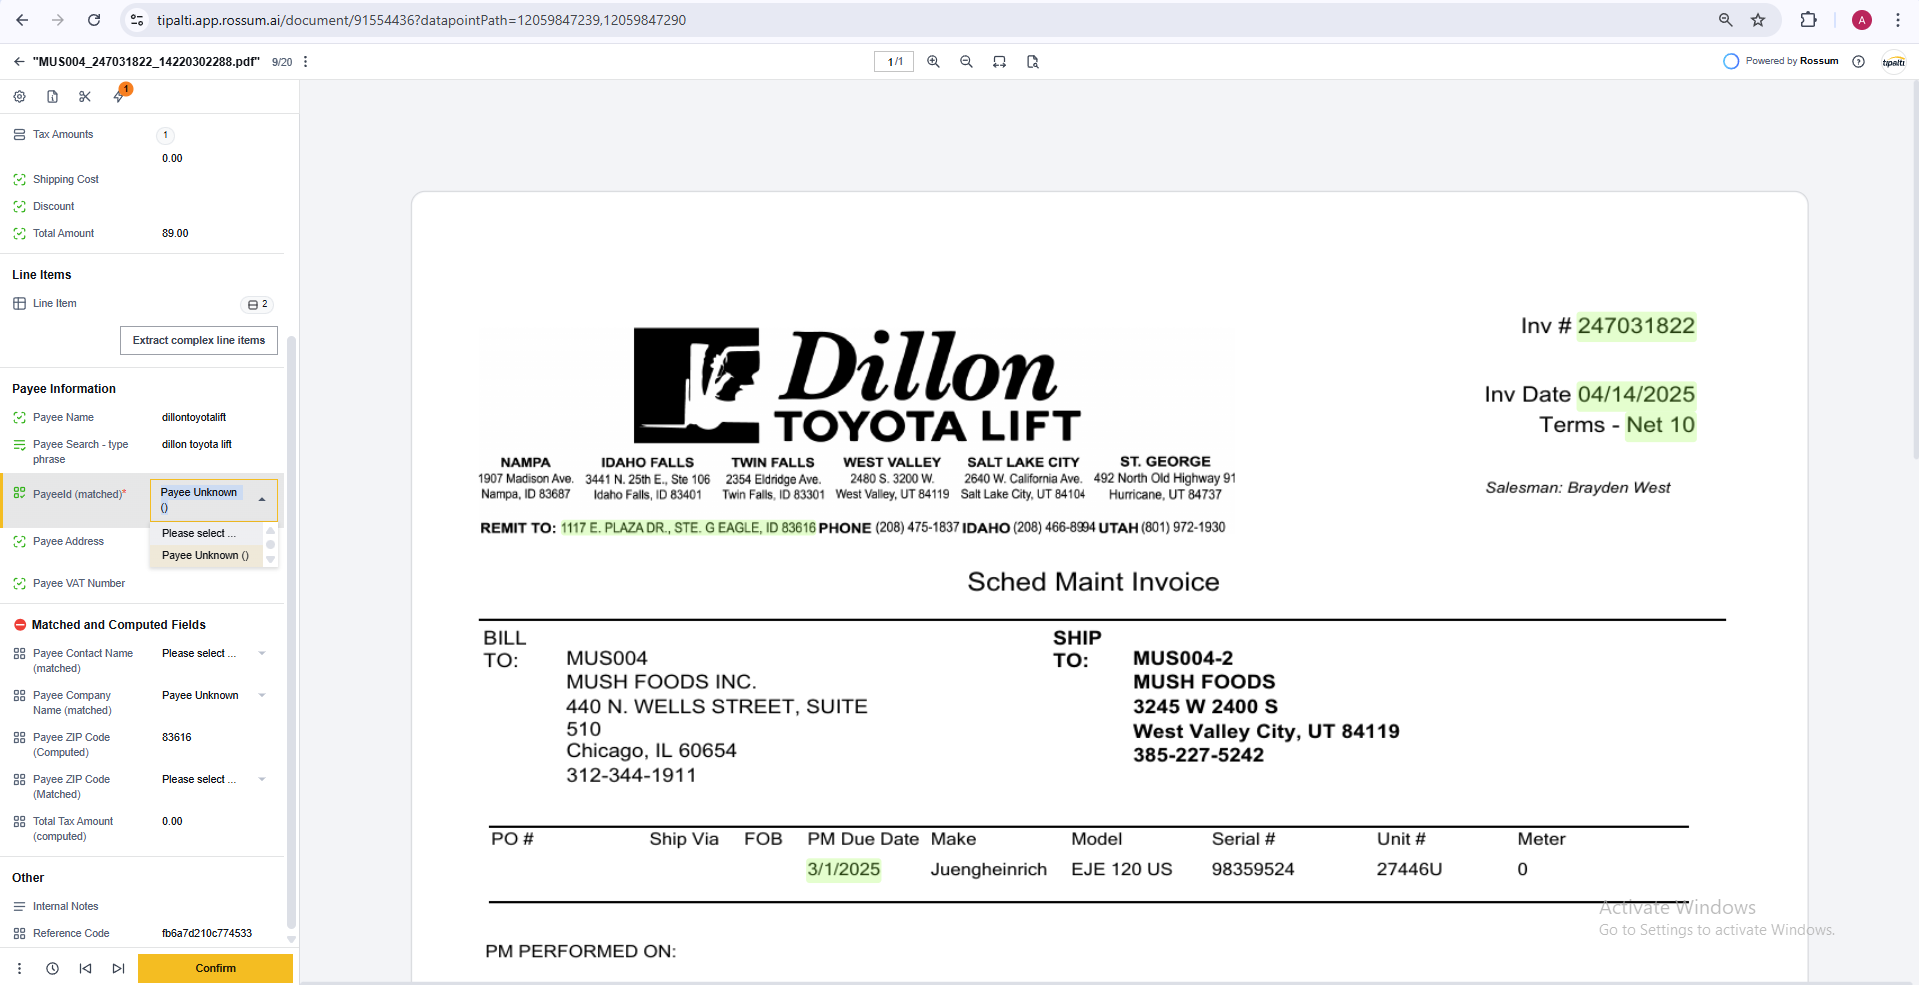 tipalti.app.rossum.ai/document/91554436?datapointPath=12059847239,12059847290
A
"MUS004_247031822_14220302288.pdf" 9/20
1/1
Powered by Rossum
tipalti
1
Tax Amounts 1
0.00
Shipping Cost
Discount
Total Amount 89.00
Line Items
Line Item 2
Extract complex line items
Payee Information
Payee Name dillontoyotalift
Payee Search - type phrase dillon toyota lift
PayeeId (matched)* Payee Unknown ()
Please select ...
Payee Unknown ()
Payee Address
Payee VAT Number
Matched and Computed Fields
Payee Contact Name (matched) Please select ...
Payee Company Name (matched) Payee Unknown
Payee ZIP Code (Computed) 83616
Payee ZIP Code (Matched) Please select ...
Total Tax Amount (computed) 0.00
Other
Internal Notes
Reference Code fb6a7d210c774533
Confirm
Dillon
TOYOTA LIFT
Inv # 247031822
Inv Date 04/14/2025
Terms - Net 10
Salesman: Brayden West
NAMPA IDAHO FALLS TWIN FALLS WEST VALLEY SALT LAKE CITY ST. GEORGE
1907 Madison Ave. 3441 N. 25th E., Ste 106 2354 Eldridge Ave. 2480 S. 3200 W. 2640 W. California Ave. 492 North Old Highway 91
Nampa, ID 83687 Idaho Falls, ID 83401 Twin Falls, ID 83301 West Valley, UT 84119 Salt Lake City, UT 84104 Hurricane, UT 84737
REMIT TO: 1117 E. PLAZA DR., STE. G EAGLE, ID 83616 PHONE (208) 475-1837 IDAHO (208) 466-8994 UTAH (801) 972-1930
Sched Maint Invoice
BILL TO:
MUS004
MUSH FOODS INC.
440 N. WELLS STREET, SUITE
510
Chicago, IL 60654
312-344-1911
SHIP TO:
MUS004-2
MUSH FOODS
3245 W 2400 S
West Valley City, UT 84119
385-227-5242
PO # Ship Via FOB PM Due Date Make Model Serial # Unit # Meter
3/1/2025 Juengheinrich EJE 120 US 98359524 27446U 0
PM PERFORMED ON:
Activate Windows
Go to Settings to activate Windows.